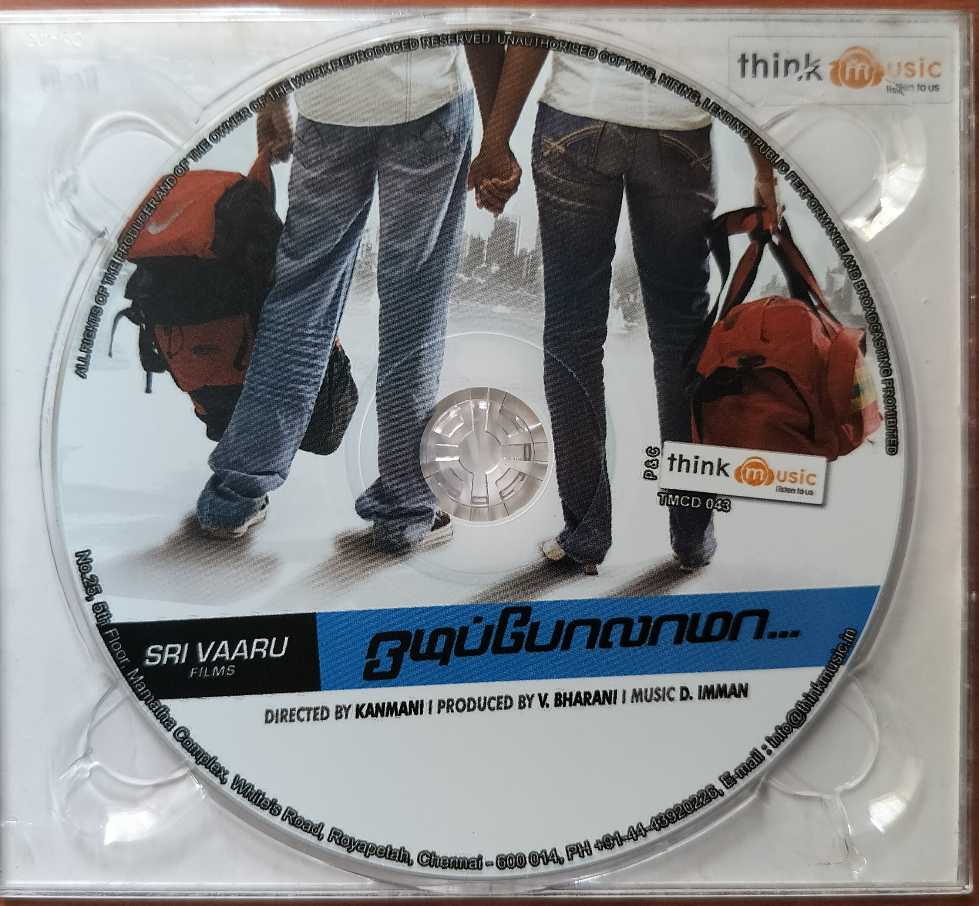 ALL RIGHTS OF THE PRODUCER AND OF THE OWNER OF THE WORK REPRODUCED RESERVED. UNAUTHORISED COPYING, HIRING, LENDING, PUBLIC PERFORMANCE AND BROADCASTING PROHIBITED
think music
listen to us
P&C
think music
listen to us
TMCD 043
SRI VAARU
FILMS
ஓடிப்போலாமா...
DIRECTED BY KANMANI I PRODUCED BY V. BHARANI I MUSIC D. IMMAN
No.25, 5th Floor, Mamatha Complex, White's Road, Royapetah, Chennai - 600 014, PH +91-44-43920226, E-mail : info@thinkmusic.in